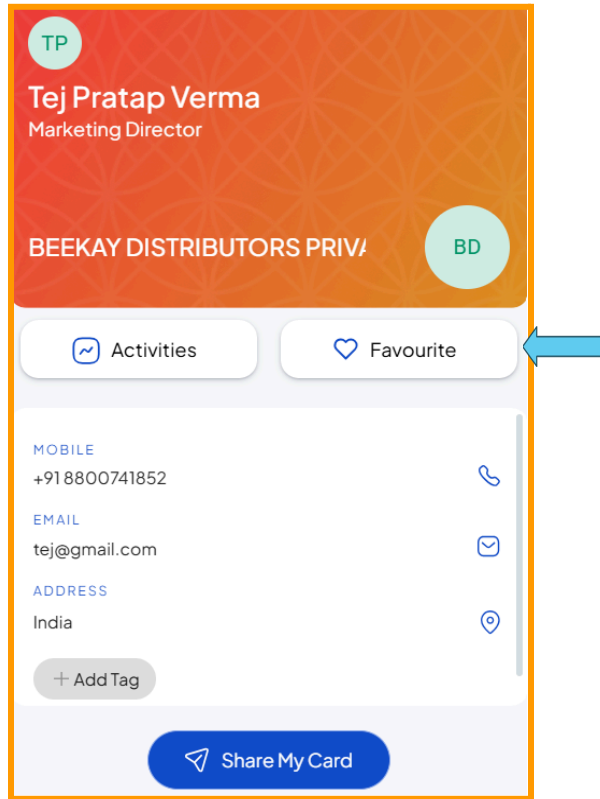 TP
Tej Pratap Verma
Marketing Director
BEEKAY DISTRIBUTORS
BD
Activities
Favourite
MOBILE
+91 8800741852
EMAIL
tej@gmail.com
ADDRESS
India
+ Add Tag
Share My Card